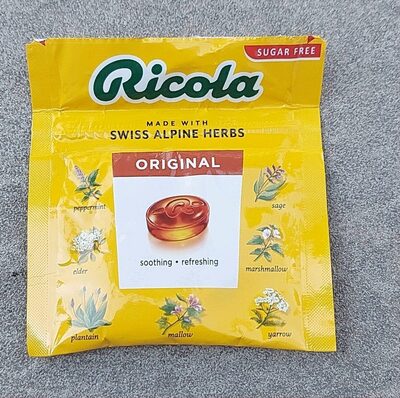 SUGAR FREE
Ricola
MADE WITH
SWISS ALPINE HERBS
ORIGINAL
peppermint
sage
soothing • refreshing
elder
marshmallow
plantain
mallow
yarrow